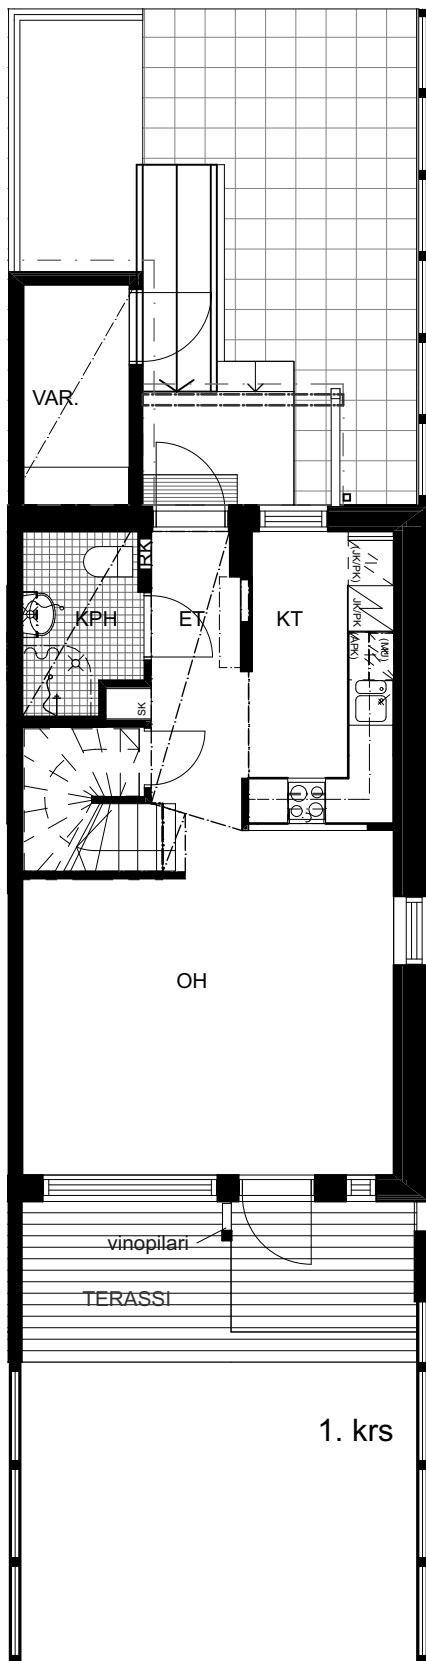 VAR.
RK
(JK/PK)
KPH
ET
KT
JK/PK
(APK)
(MU)
SK
OH
vinopilari
TERASSI
1. krs